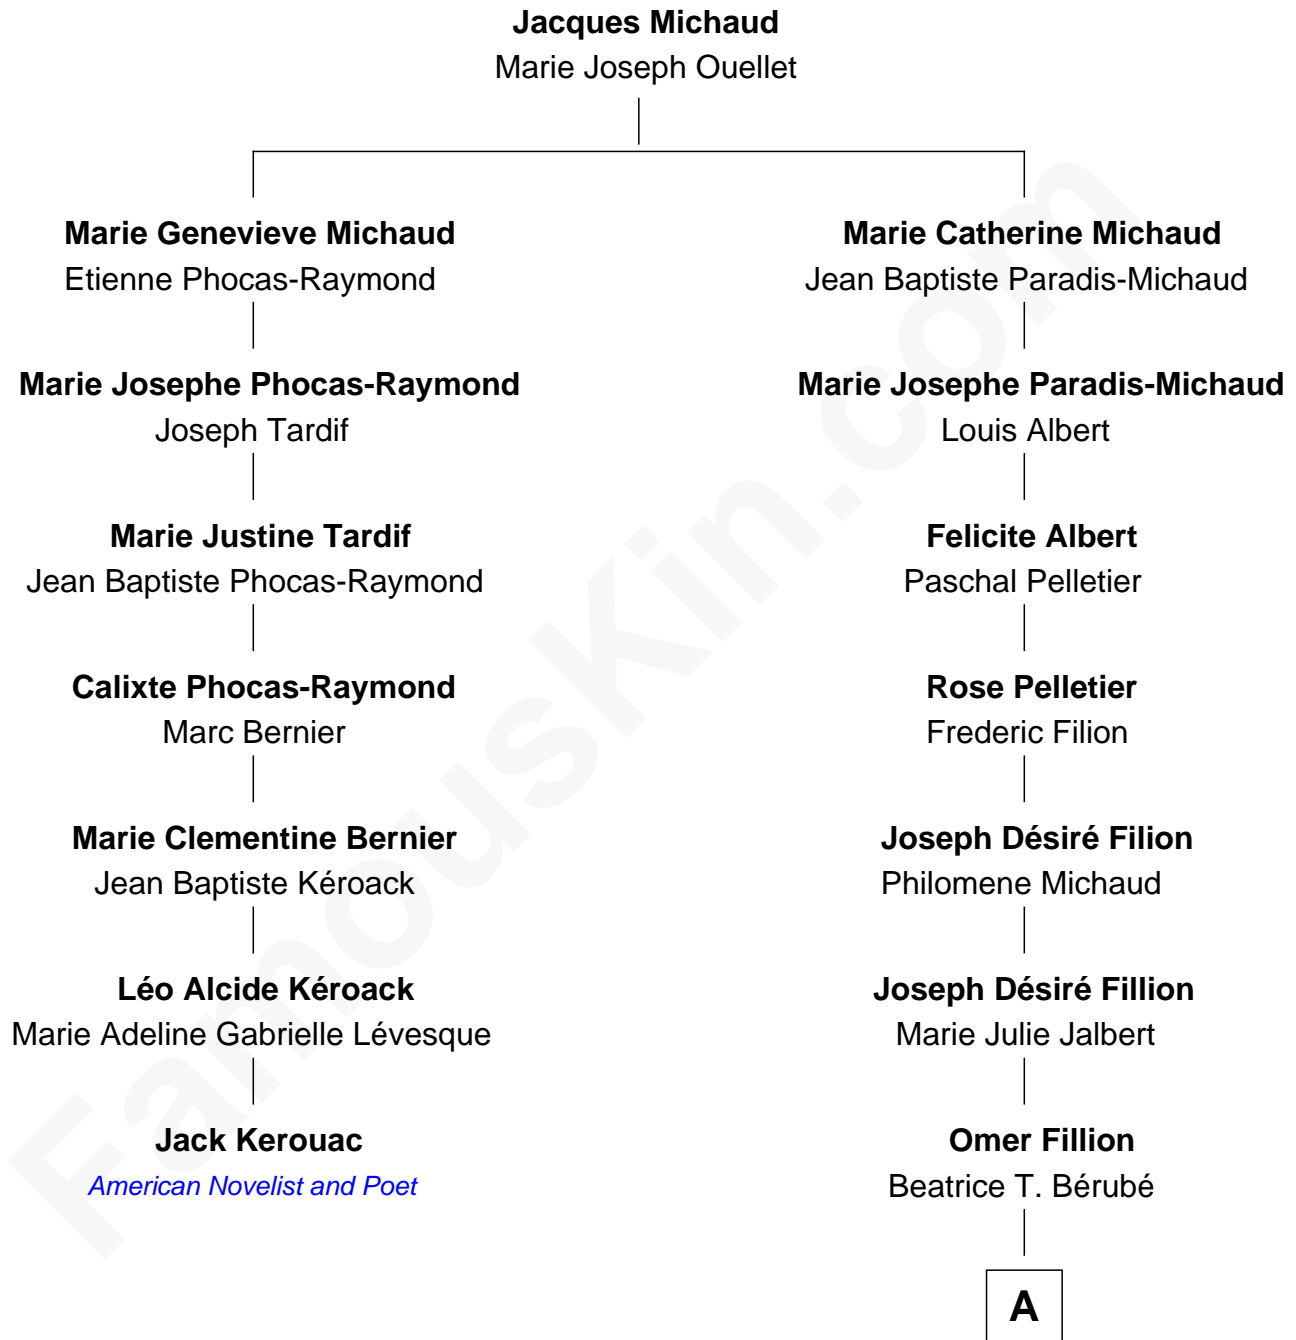 Jacques Michaud
Marie Joseph Ouellet
Marie Genevieve Michaud
Etienne Phocas-Raymond
Marie Catherine Michaud
Jean Baptiste Paradis-Michaud
Marie Josephe Phocas-Raymond
Joseph Tardif
Marie Josephe Paradis-Michaud
Louis Albert
Marie Justine Tardif
Jean Baptiste Phocas-Raymond
Felicite Albert
Paschal Pelletier
Calixte Phocas-Raymond
Marc Bernier
Rose Pelletier
Frederic Filion
Marie Clementine Bernier
Jean Baptiste Kéroack
Joseph Désiré Filion
Philomene Michaud
Léo Alcide Kéroack
Marie Adeline Gabrielle Lévesque
Joseph Désiré Fillion
Marie Julie Jalbert
Jack Kerouac
American Novelist and Poet
Omer Fillion
Beatrice T. Bérubé
A
FamousKin.com